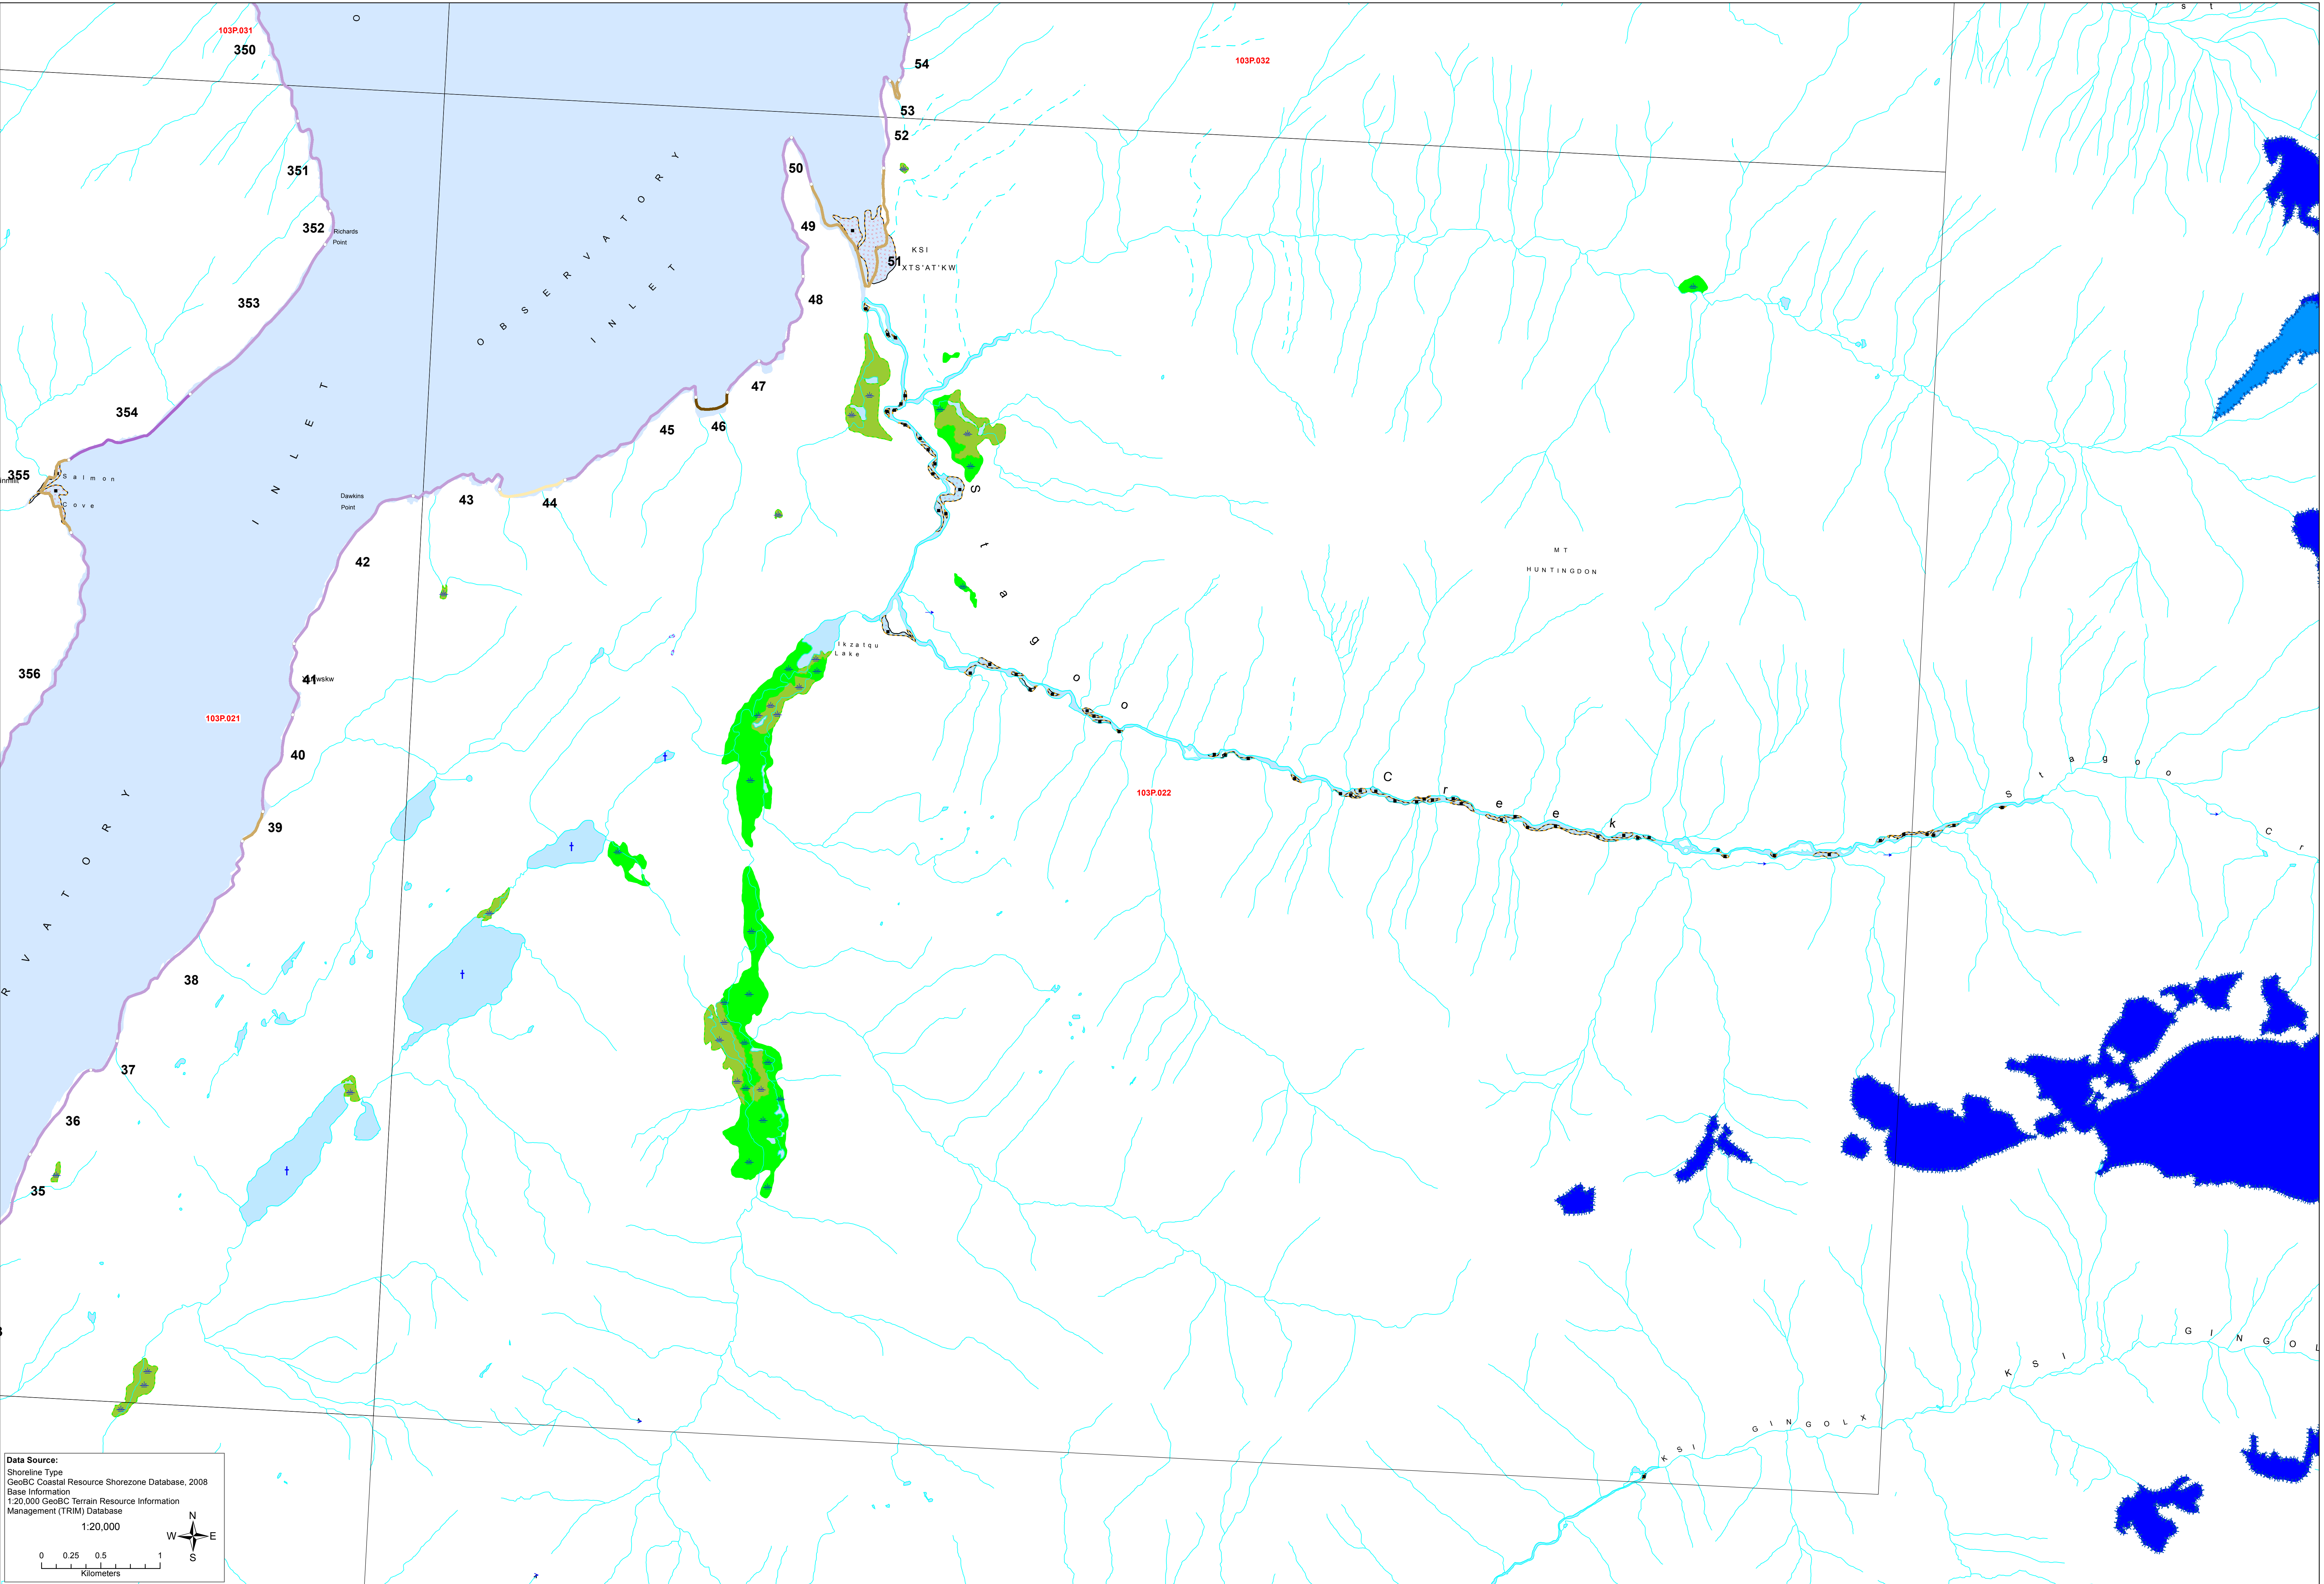 103P.031
350
54
103P.032
53
52
351
50
352
Richards
Point
49
KSI
XTS'AT'KW
51
OBSERVATORY
INLET
353
48
354
47
45
46
355
Salmon
Cove
INLET
Dawkins
Point
43
44
42
Stagoo Creek
MT
HUNTINGDON
Lake
356
41
103P.021
40
103P.022
39
Stagoo Cr
RVATORY
38
37
36
35
GINGOL
KSI
KSI GINGOLX
Data Source:
Shoreline Type
GeoBC Coastal Resource Shorezone Database, 2008
Base Information
1:20,000 GeoBC Terrain Resource Information
Management (TRIM) Database
1:20,000
N
W E
S
0 0.25 0.5 1
Kilometers